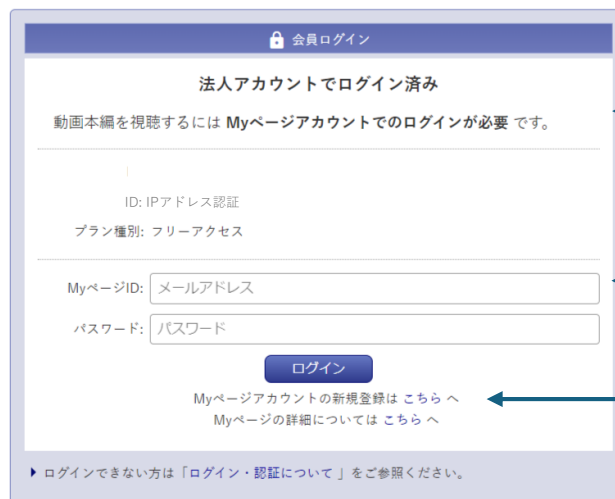 会員ログイン
法人アカウントでログイン済み
動画本編を視聴するには Myページアカウントでのログインが必要 です。
ID: IPアドレス認証
プラン種別: フリーアクセス
MyページID: メールアドレス
パスワード: パスワード
ログイン
Myページアカウントの新規登録は こちら へ
Myページの詳細については こちら へ
ログインできない方は「ログイン・認証について 」をご参照ください。